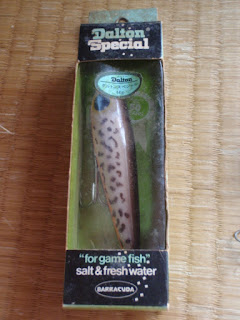 Dalton
Special
Dalton
"for game fish"
salt & fresh water
BARRACUDA